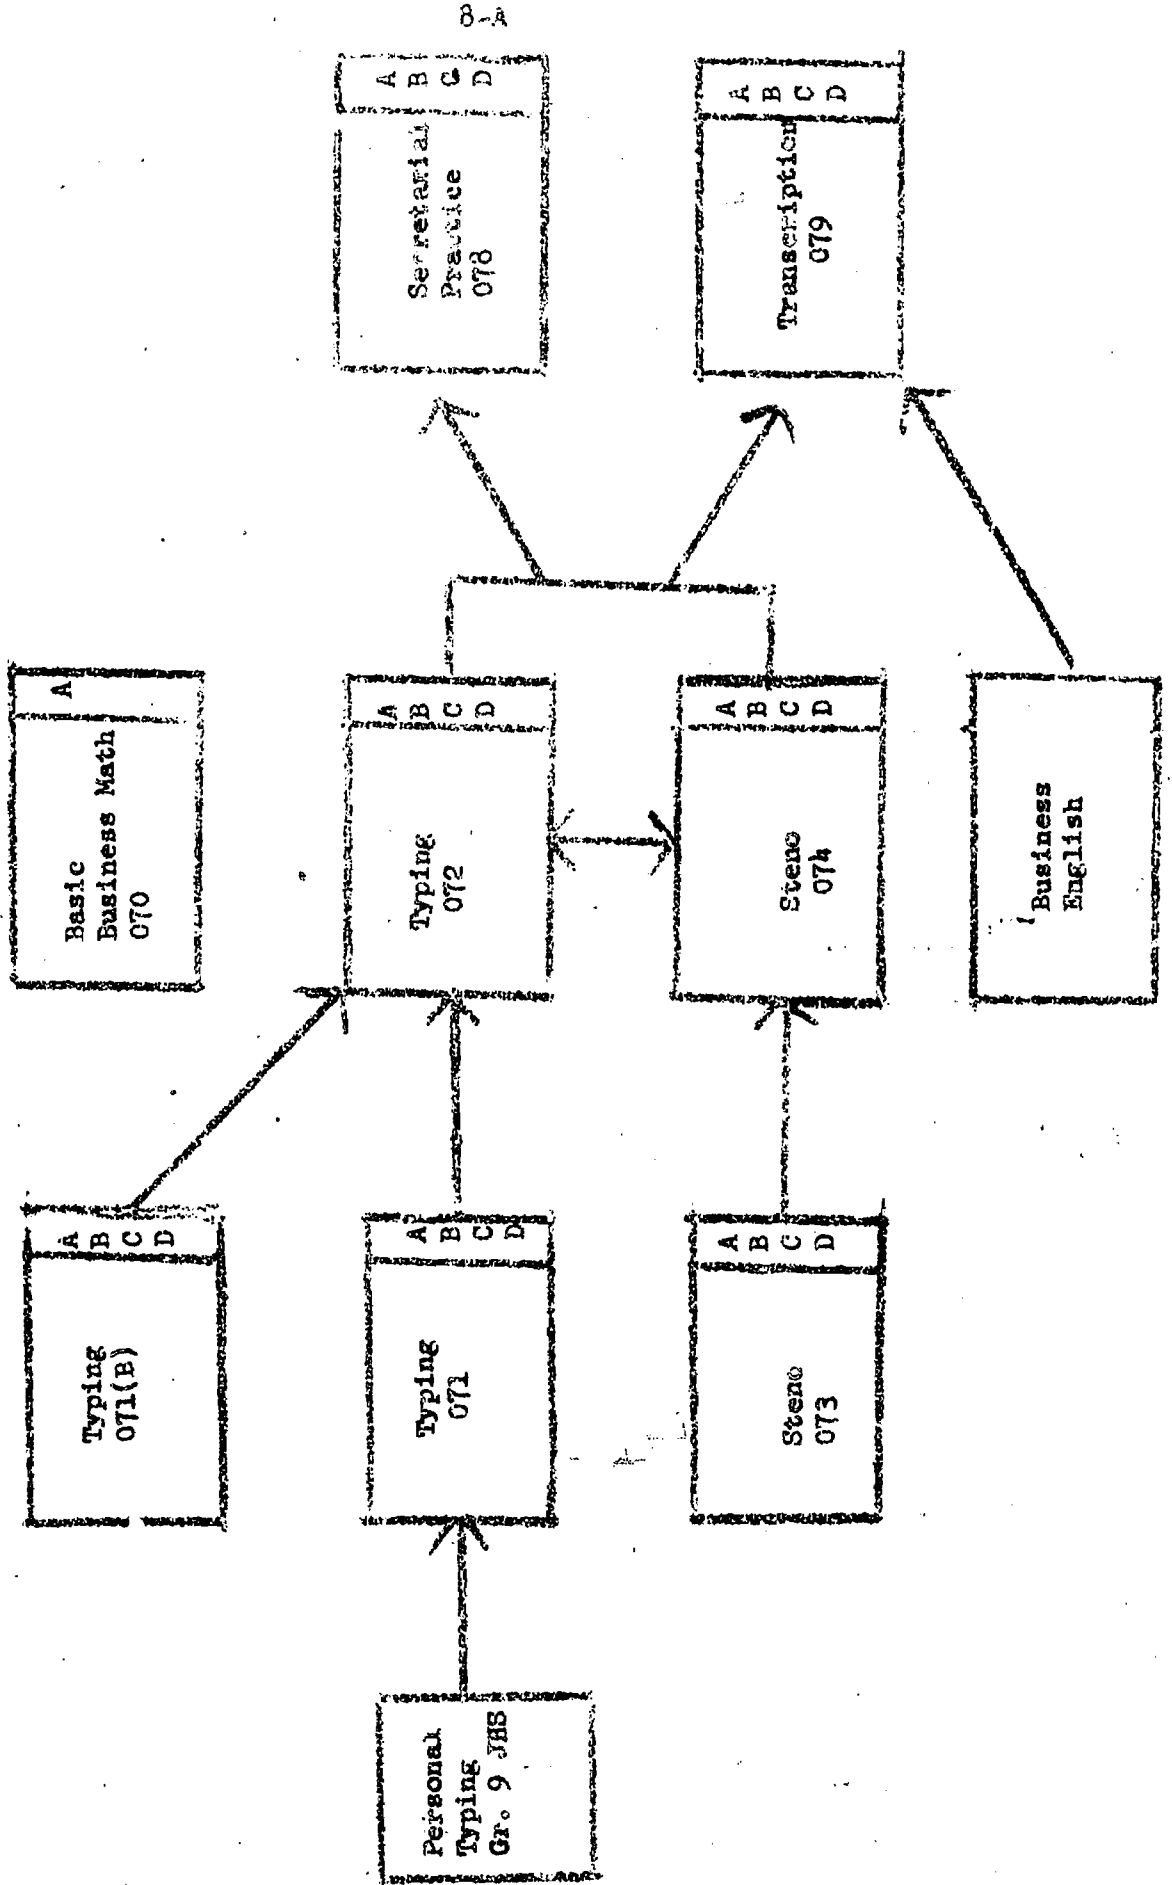 8-A
Basic
Business Math
070
A
Typing
071(B)
A
B
C
D
Secretarial
Practice
078
A
B
C
D
Typing
072
A
B
C
D
Typing
071
A
B
C
D
Personal
Typing
Gr. 9 JHS
Transcription
079
A
B
C
D
Steno
074
A
B
C
D
Steno
073
A
B
C
D
Business
English